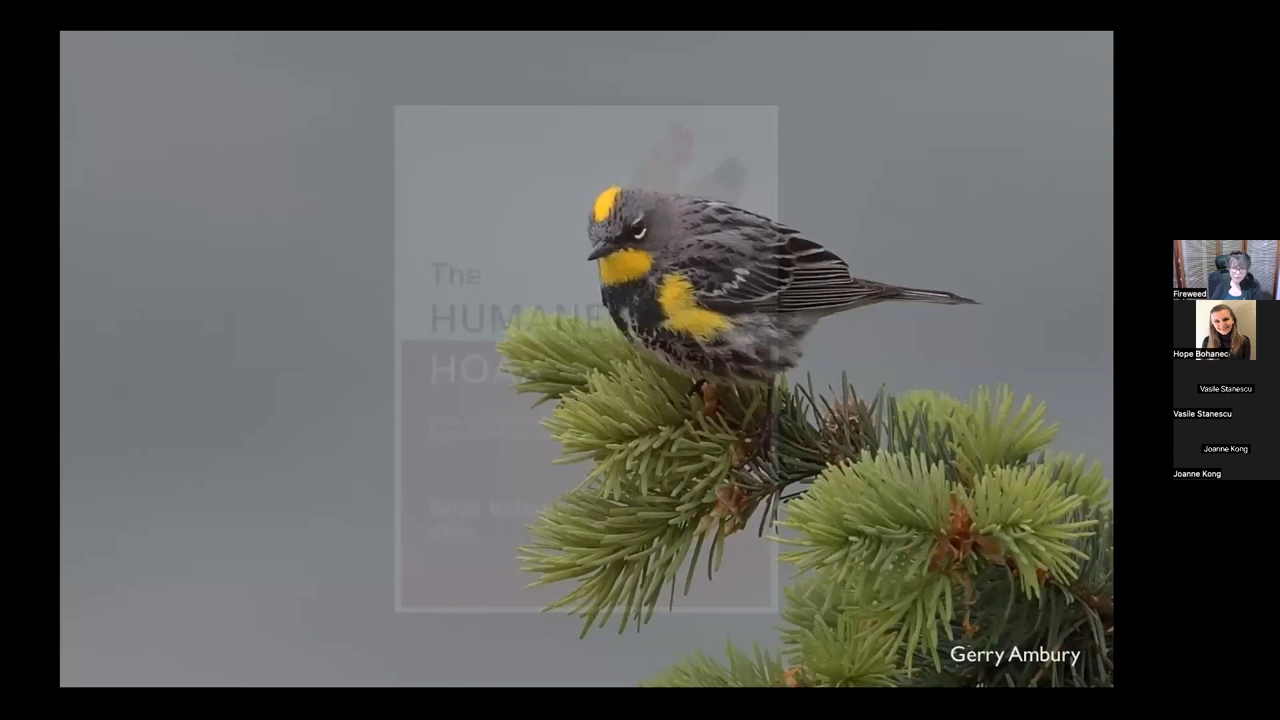 The
HUMANE
HOA
Gerry Ambury
Fireweed
Hope Bohanec
Vasile Stanescu
Vasile Stanescu
Joanne Kong
Joanne Kong